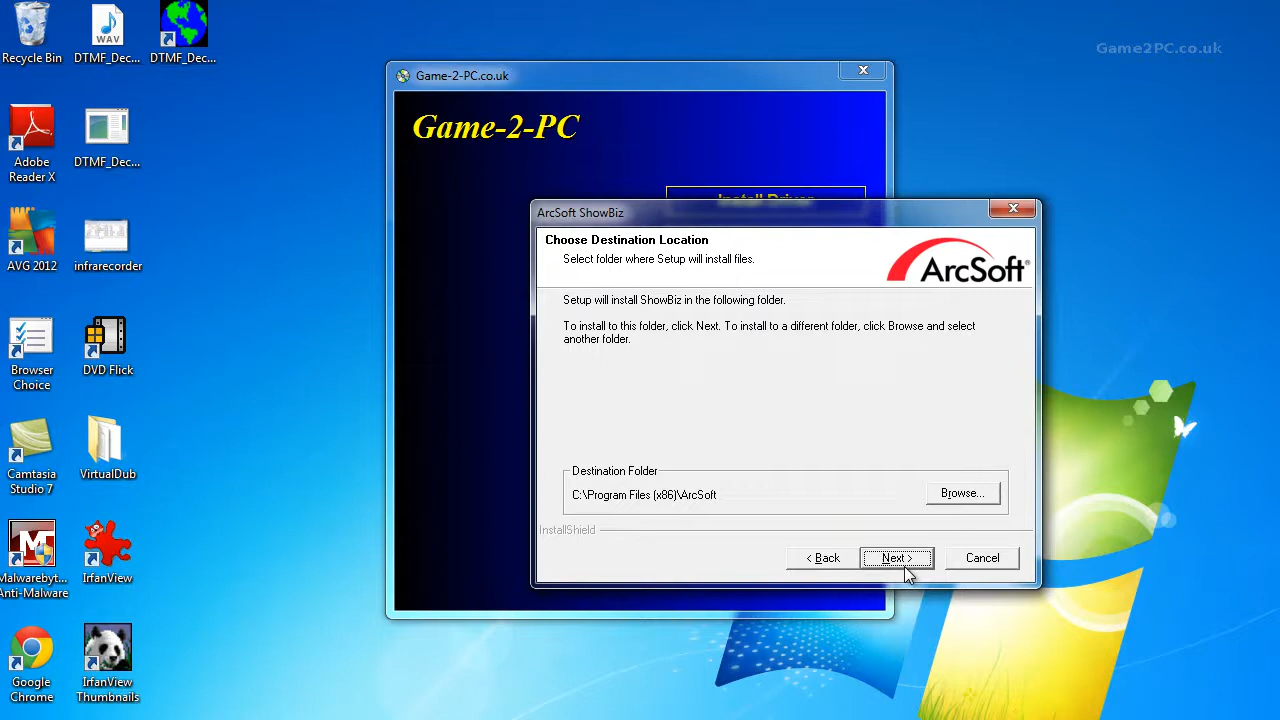 Recycle Bin
DTMF_Dec...
DTMF_Dec...
WAV
Game2PC.co.uk
Adobe
Reader X
DTMF_Dec...
AVG 2012
infrarecorder
Browser
Choice
DVD Flick
Camtasia
Studio 7
VirtualDub
Malwarebyt...
Anti-Malware
IrfanView
Google
Chrome
IrfanView
Thumbnails
Game-2-PC.co.uk
Game-2-PC
Install Driver
ArcSoft ShowBiz
Choose Destination Location
Select folder where Setup will install files.
ArcSoft
Setup will install ShowBiz in the following folder.
To install to this folder, click Next. To install to a different folder, click Browse and select
another folder.
Destination Folder
C:\Program Files (x86)\ArcSoft
Browse...
InstallShield
< Back
Next >
Cancel